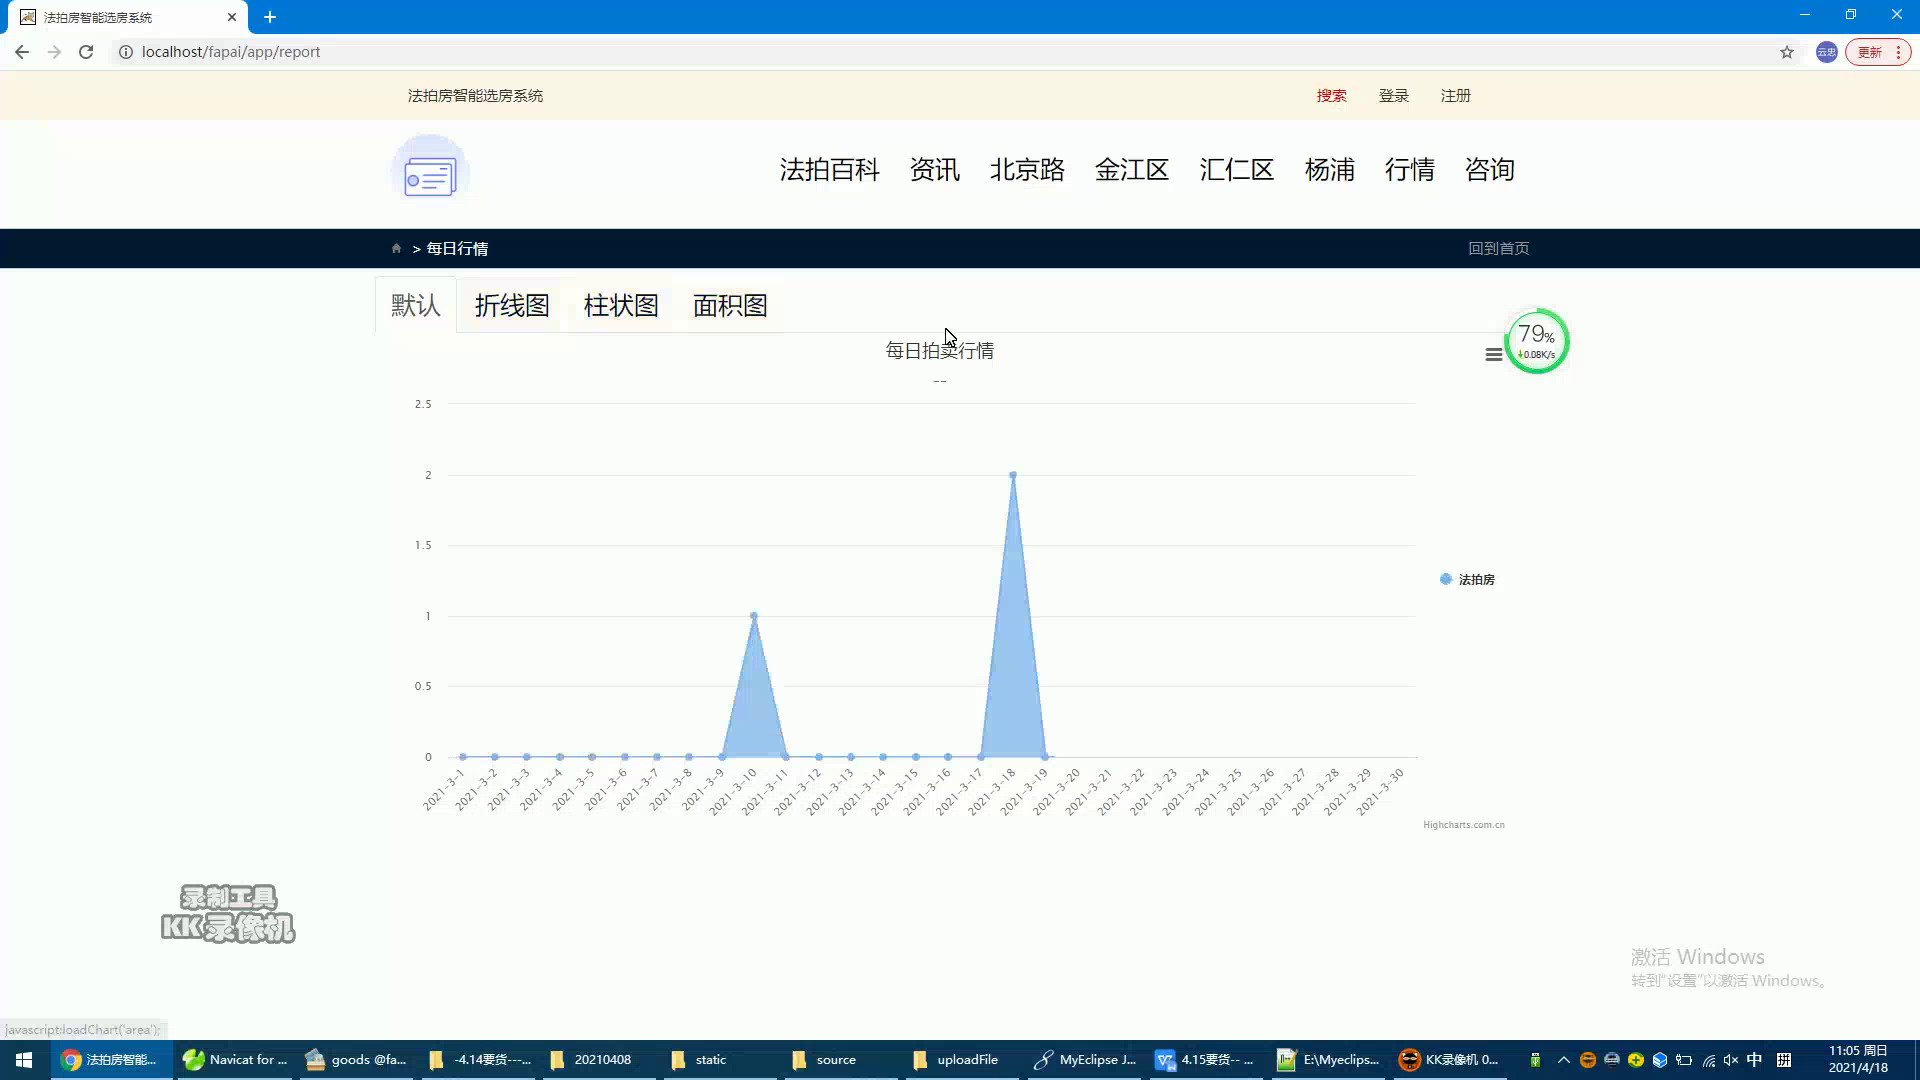 法拍房智能选房系统
localhost/fapai/app/report
云忠
更新
法拍房智能选房系统
搜索 登录 注册
法拍百科 资讯 北京路 金江区 汇仁区 杨浦 行情 咨询
> 每日行情
回到首页
默认 折线图 柱状图 面积图
79%
0.08K/s
每日拍卖行情
--
2.5
2
1.5
1
0.5
0
法拍房
2021-3-1 2021-3-2 2021-3-3 2021-3-4 2021-3-5 2021-3-6 2021-3-7 2021-3-8 2021-3-9 2021-3-10 2021-3-11 2021-3-12 2021-3-13 2021-3-14 2021-3-15 2021-3-16 2021-3-17 2021-3-18 2021-3-19 2021-3-20 2021-3-21 2021-3-22 2021-3-23 2021-3-24 2021-3-25 2021-3-26 2021-3-27 2021-3-28 2021-3-29 2021-3-30
Highcharts.com.cn
录制工具
KK录像机
激活 Windows
转到"设置"以激活 Windows。
javascript:loadChart('area');
法拍房智能... Navicat for ... goods @fa... -4.14要货---... 20210408 static source uploadFile MyEclipse J... 4.15要货-- ... E:\Myeclips... KK录像机 0... 中 拼
11:05 周日
2021/4/18